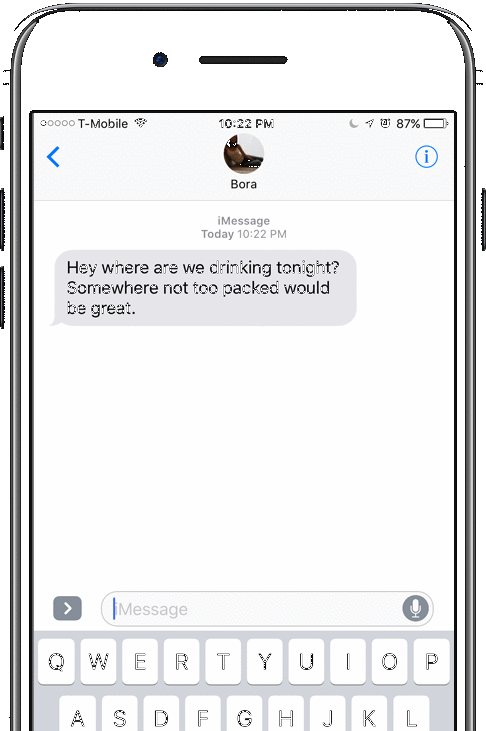 T-Mobile 10:22 PM 87%
Bora
iMessage
Today 10:22 PM
Hey where are we drinking tonight?
Somewhere not too packed would
be great.
iMessage
Q W E R T Y U I O P
A S D F G H J K L